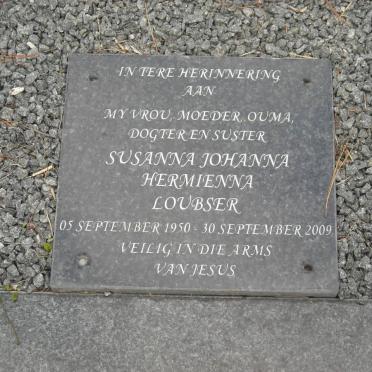 IN TERE HERINNERING
AAN
MY VROU, MOEDER, OUMA,
DOGTER EN SUSTER
SUSANNA JOHANNA
HERMIENNA
LOUBSER
05 SEPTEMBER 1950 - 30 SEPTEMBER 2009
VEILIG IN DIE ARMS
VAN JESUS